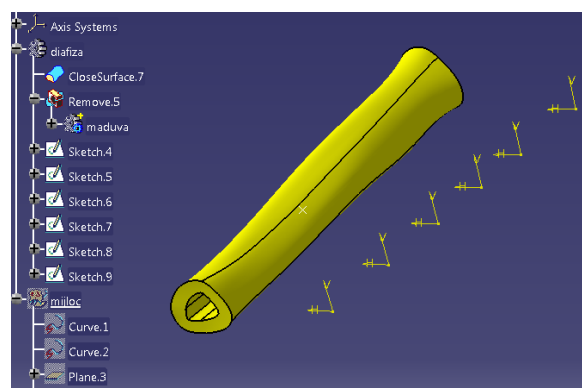 Axis Systems
diafiza
CloseSurface.7
Remove.5
maduva
Sketch.4
Sketch.5
Sketch.6
Sketch.7
Sketch.8
Sketch.9
mijloc
Curve.1
Curve.2
Plane.3